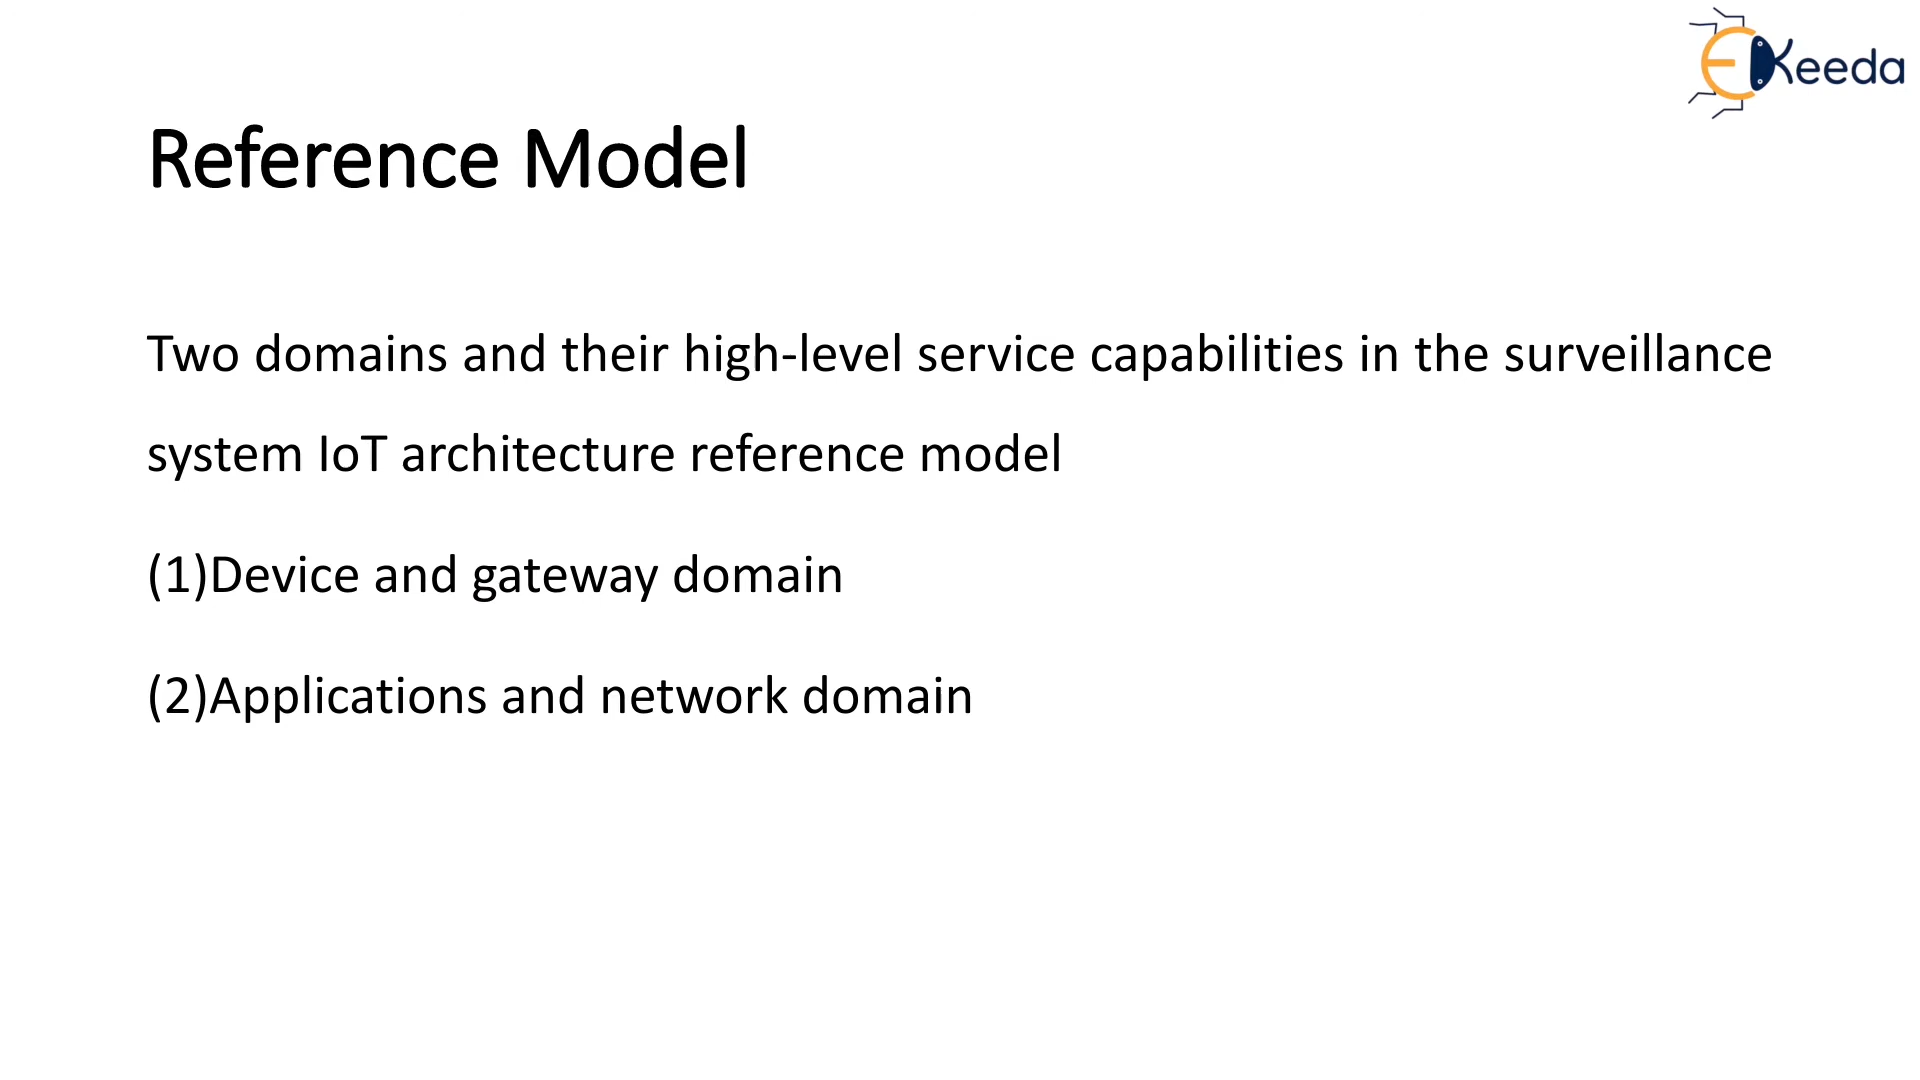 EKeeda
Reference Model
Two domains and their high-level service capabilities in the surveillance
system IoT architecture reference model
(1)Device and gateway domain
(2)Applications and network domain